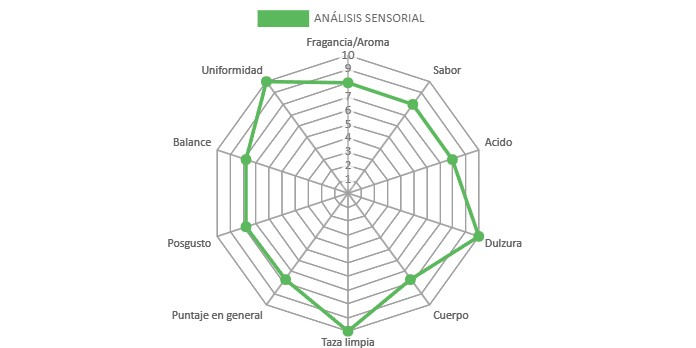 ANÁLISIS SENSORIAL
Fragancia/Aroma
10
9
Uniformidad
Sabor
7
6
5
Balance
Acido
4
3
2
1
Posgusto
Dulzura
Puntaje en general
Cuerpo
Taza limpia